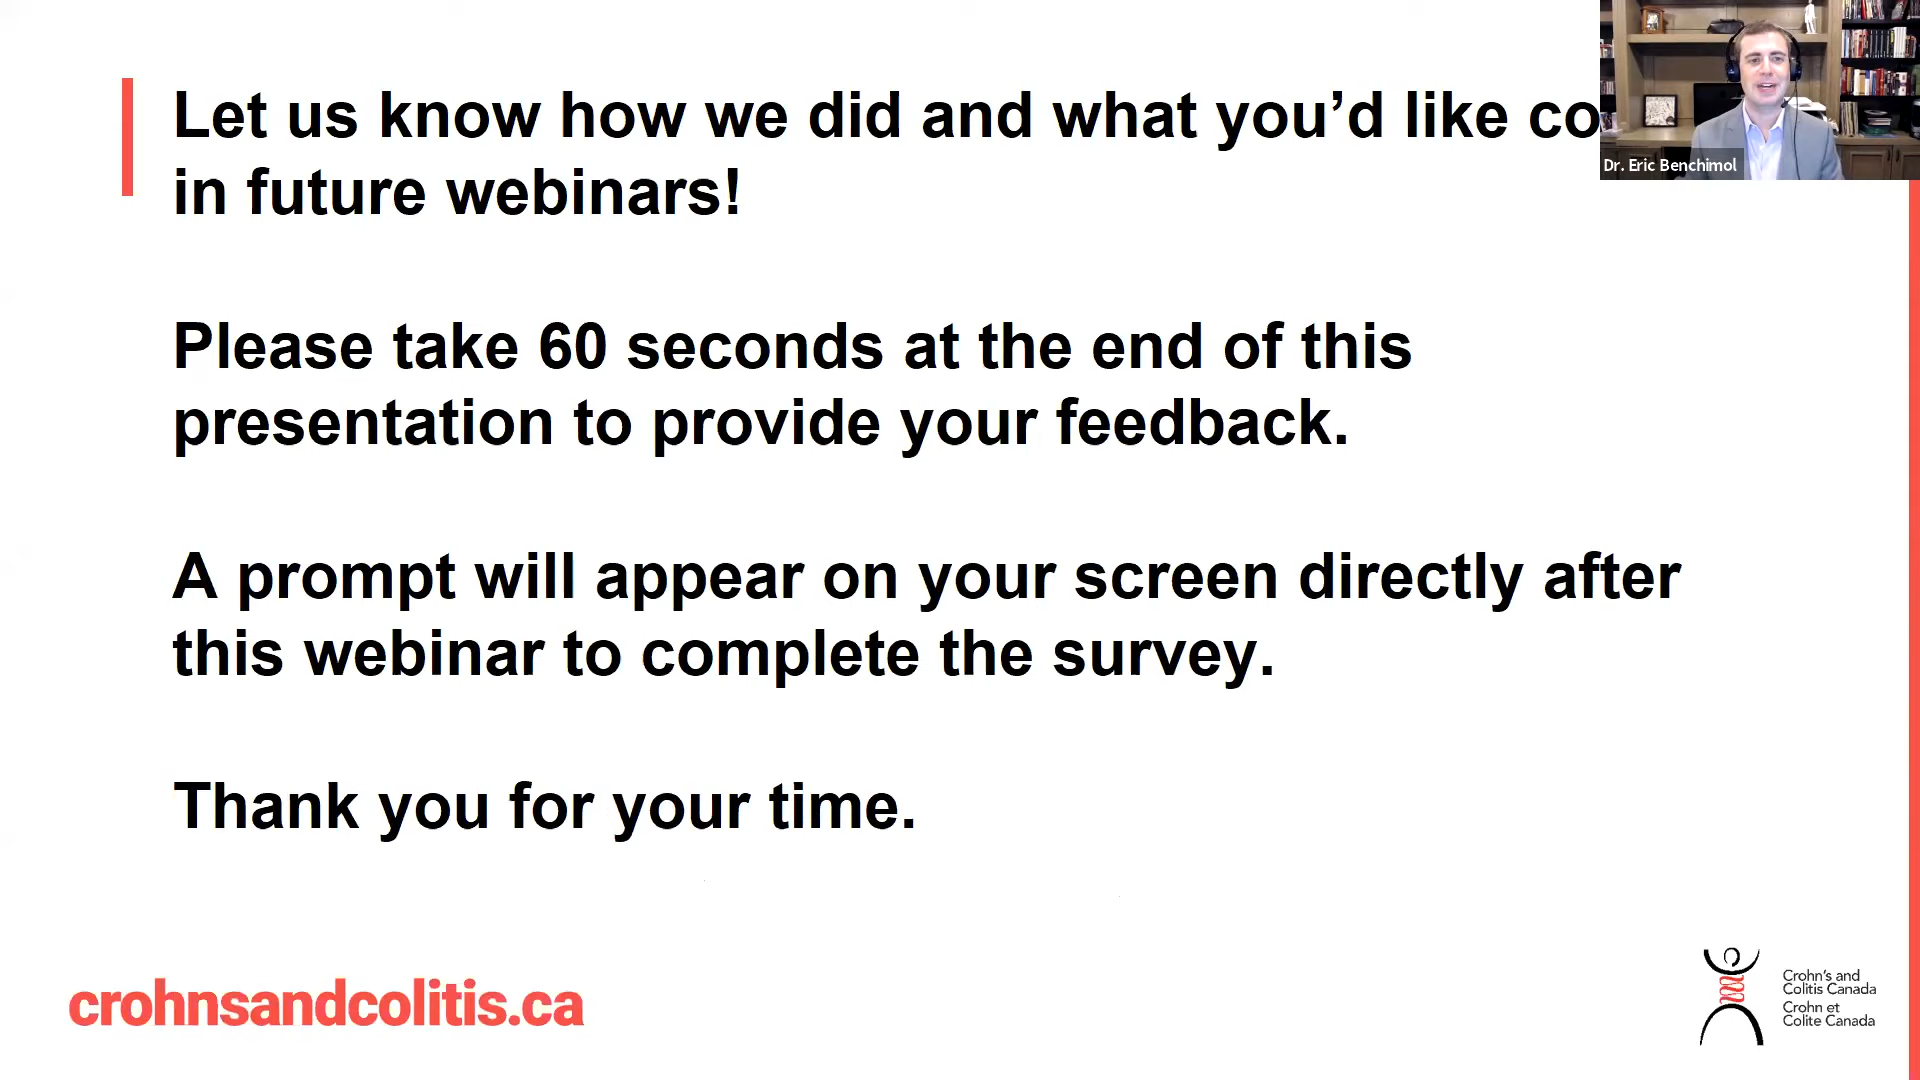 Let us know how we did and what you’d like co
in future webinars!
Please take 60 seconds at the end of this
presentation to provide your feedback.
A prompt will appear on your screen directly after
this webinar to complete the survey.
Thank you for your time.
Dr. Eric Benchimol
crohnsandcolitis.ca
Crohn's and
Colitis Canada
Crohn et
Colite Canada